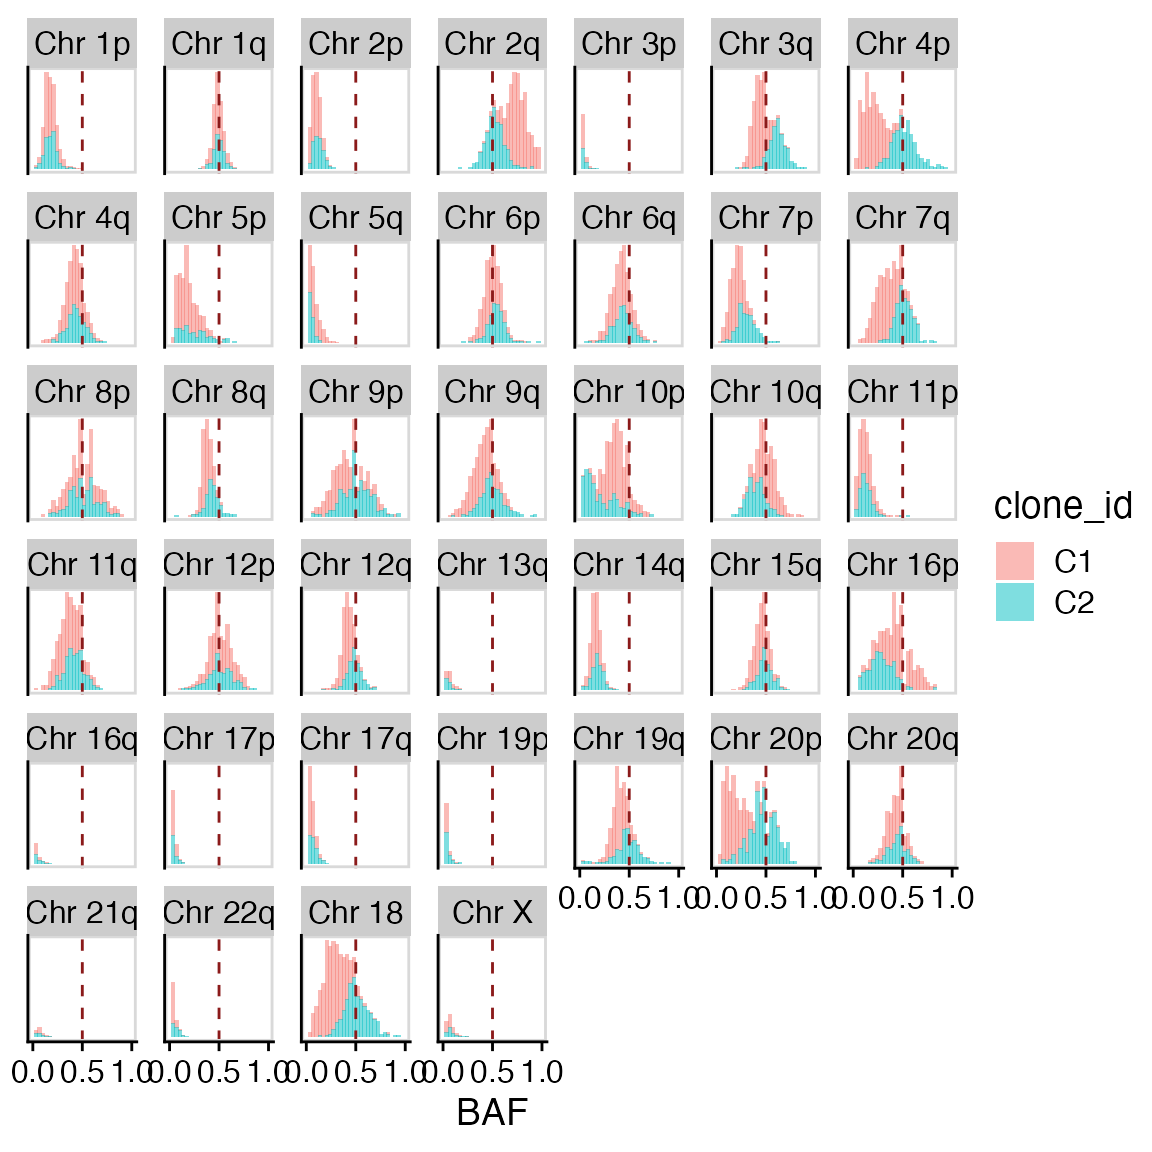 Chr 1p Chr 1q Chr 2p Chr 2q Chr 3p Chr 3q Chr 4p
Chr 4q Chr 5p Chr 5q Chr 6p Chr 6q Chr 7p Chr 7q
Chr 8p Chr 8q Chr 9p Chr 9q Chr 10p Chr 10q Chr 11p
clone_id
C1
C2
Chr 11q Chr 12p Chr 12q Chr 13q Chr 14q Chr 15q Chr 16p
Chr 16q Chr 17p Chr 17q Chr 19p Chr 19q Chr 20p Chr 20q
0.0 0.5 1.0 0.0 0.5 1.0 0.0 0.5 1.0
Chr 21q Chr 22q Chr 18 Chr X
0.0 0.5 1.0 0.0 0.5 1.0 0.0 0.5 1.0 0.0 0.5 1.0
BAF